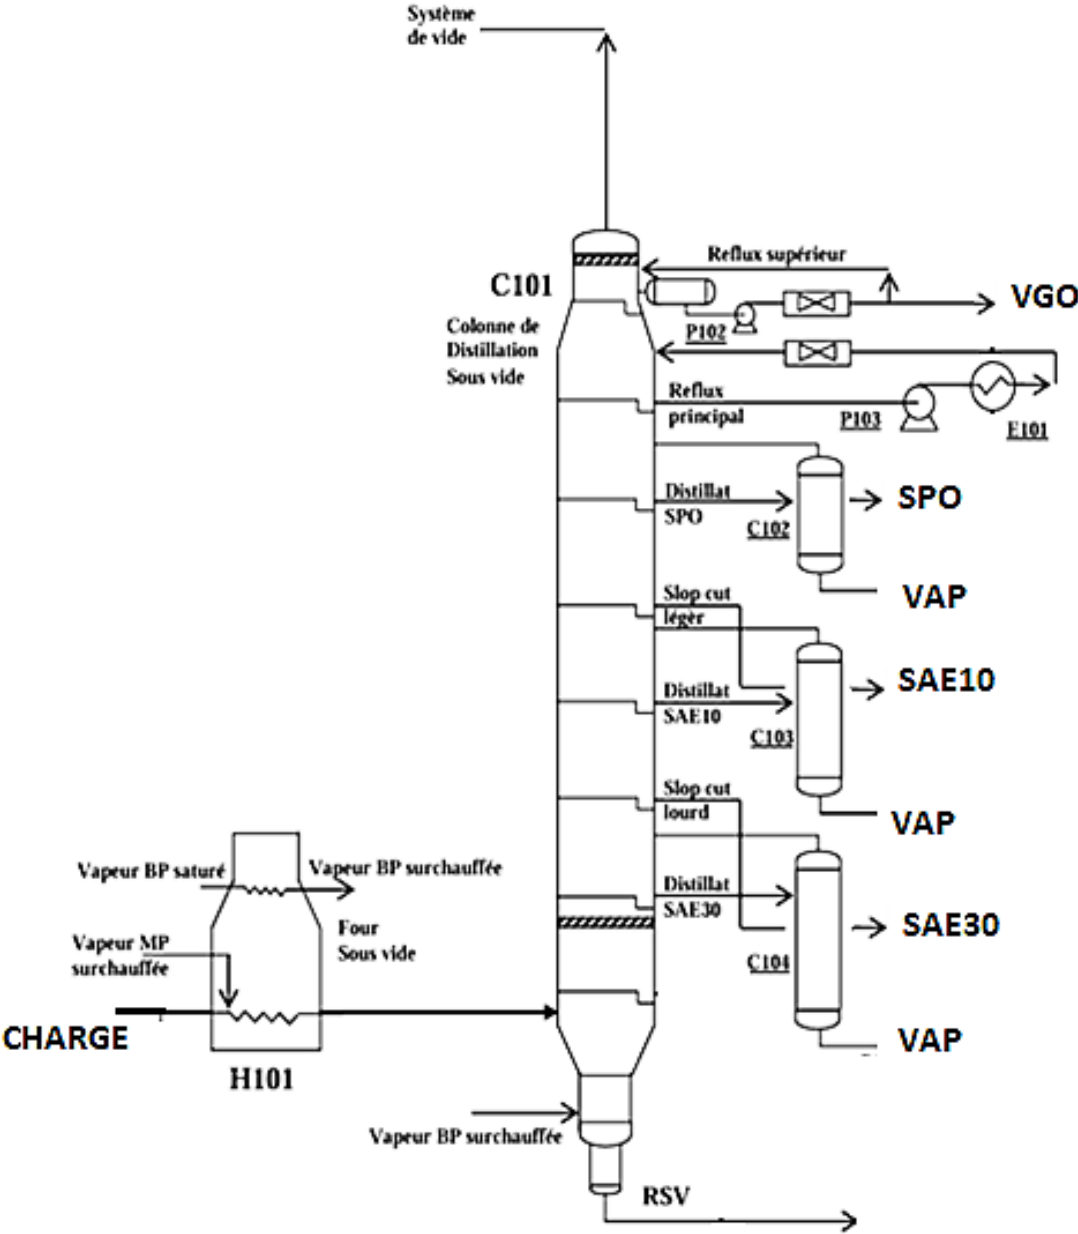 Système
de vide
Reflux supérieur
C101
VGO
Colonne de
Distillation
Sous vide
P102
Reflux
principal
P103
E101
Distillat
SPO
C102
SPO
VAP
Slop cut
légèr
SAE10
Distillat
SAE10
C103
Slop cut
lourd
VAP
Vapeur BP saturé
Vapeur BP surchauffée
Distillat
SAE30
SAE30
Four
Sous vide
Vapeur MP
surchauffée
C104
CHARGE
VAP
H101
Vapeur BP surchauffée
RSV